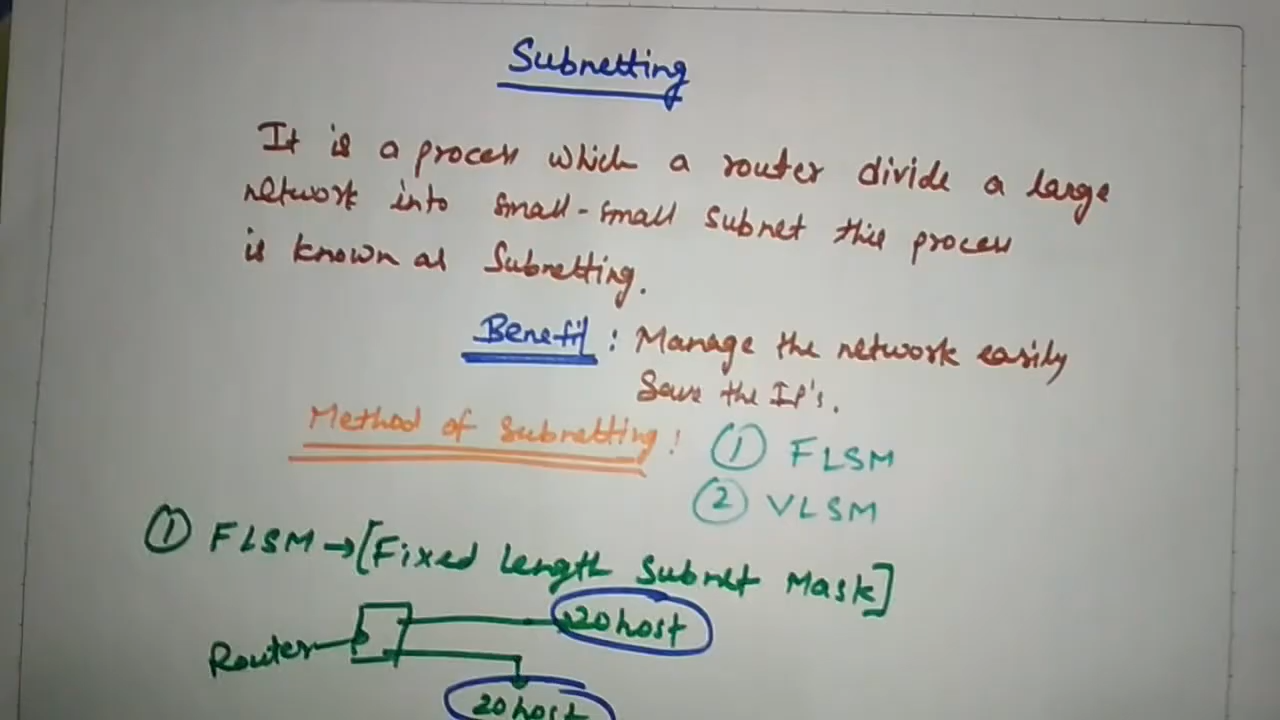 Subnetting
It is a process which a router divide a large
network into small-small subnet this process
is known as Subnetting.
Benefit : Manage the network easily
Save the IP's.
Method of Subnetting : ① FLSM
② VLSM
① FLSM → [Fixed Length Subnet Mask]
20 host
Router
20 host